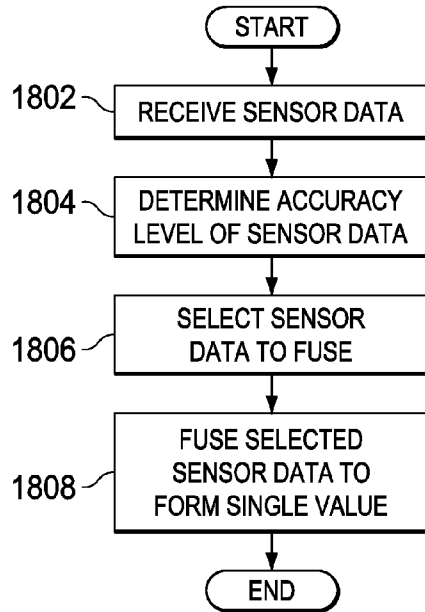 START
1802
RECEIVE SENSOR DATA
1804
DETERMINE ACCURACY
LEVEL OF SENSOR DATA
1806
SELECT SENSOR
DATA TO FUSE
1808
FUSE SELECTED
SENSOR DATA TO
FORM SINGLE VALUE
END